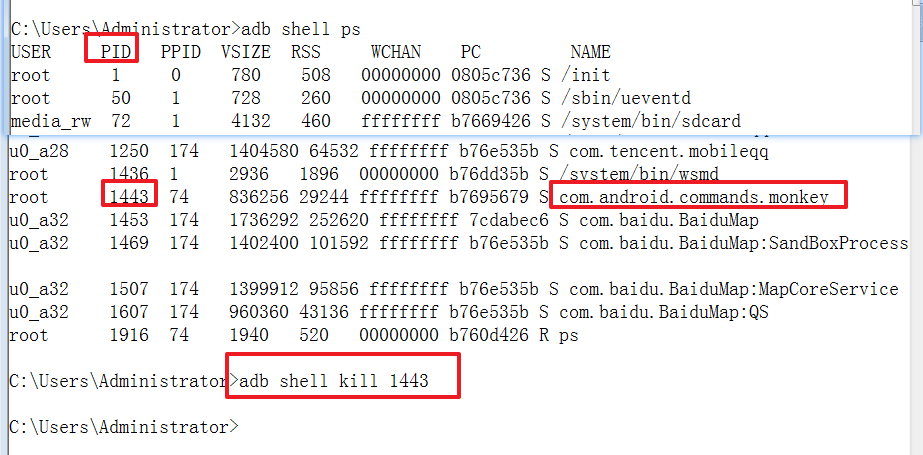 C:\Users\Administrator>adb shell ps
USER PID PPID VSIZE RSS WCHAN PC NAME
root 1 0 780 508 00000000 0805c736 S /init
root 50 1 728 260 00000000 0805c736 S /sbin/ueventd
media_rw 72 1 4132 460 ffffffff b7669426 S /system/bin/sdcard
u0_a28 1250 174 1404580 64532 ffffffff b76e535b S com.tencent.mobileqq
root 1436 1 2936 1896 00000000 b76dd35b S /system/bin/wsmd
root 1443 74 836256 29244 ffffffff b7695679 S com.android.commands.monkey
u0_a32 1453 174 1736292 252620 ffffffff 7cdabec6 S com.baidu.BaiduMap
u0_a32 1469 174 1402400 101592 ffffffff b76e535b S com.baidu.BaiduMap:SandBoxProcess
u0_a32 1507 174 1399912 95856 ffffffff b76e535b S com.baidu.BaiduMap:MapCoreService
u0_a32 1607 174 960360 43136 ffffffff b76e535b S com.baidu.BaiduMap:QS
root 1916 74 1940 520 00000000 b760d426 R ps
C:\Users\Administrator>adb shell kill 1443
C:\Users\Administrator>